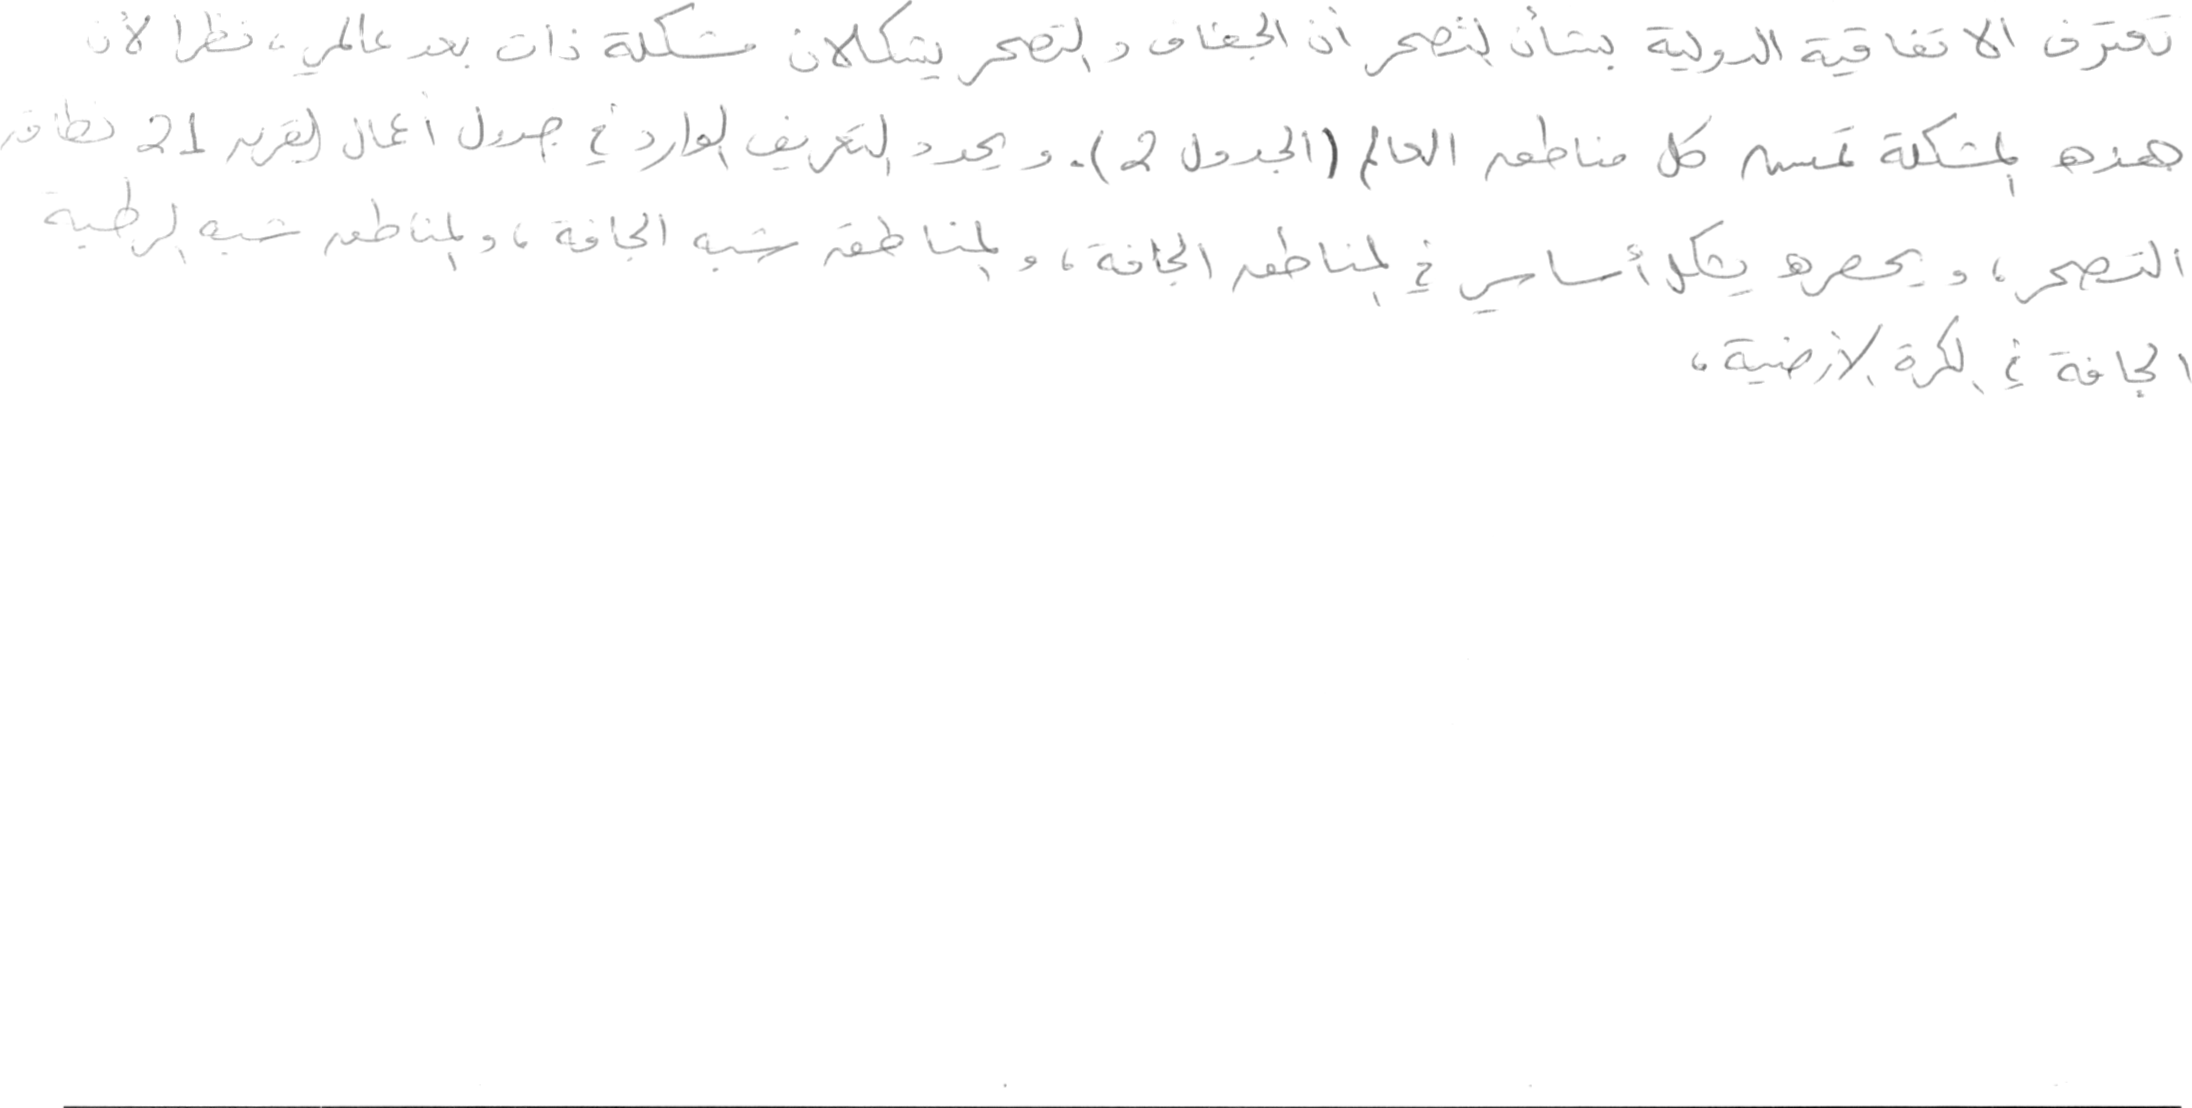 تعترف الاتفاقية الدولية بشأن التصحر أن الجفاف والتصحر يشكلان مشكلة ذات بعد عالمي، نظرا لأن
هذه المشكلة تمس كل مناطق العالم (الجدول 2). ويحدد التعريف الوارد في جدول أعمال القرن 21 نطاق
التصحر، ويحصره بشكل أساسي في المناطق الجافة، والمناطق شبه الجافة، والمناطق شبه الرطبة
الجافة في الكرة الأرضية،